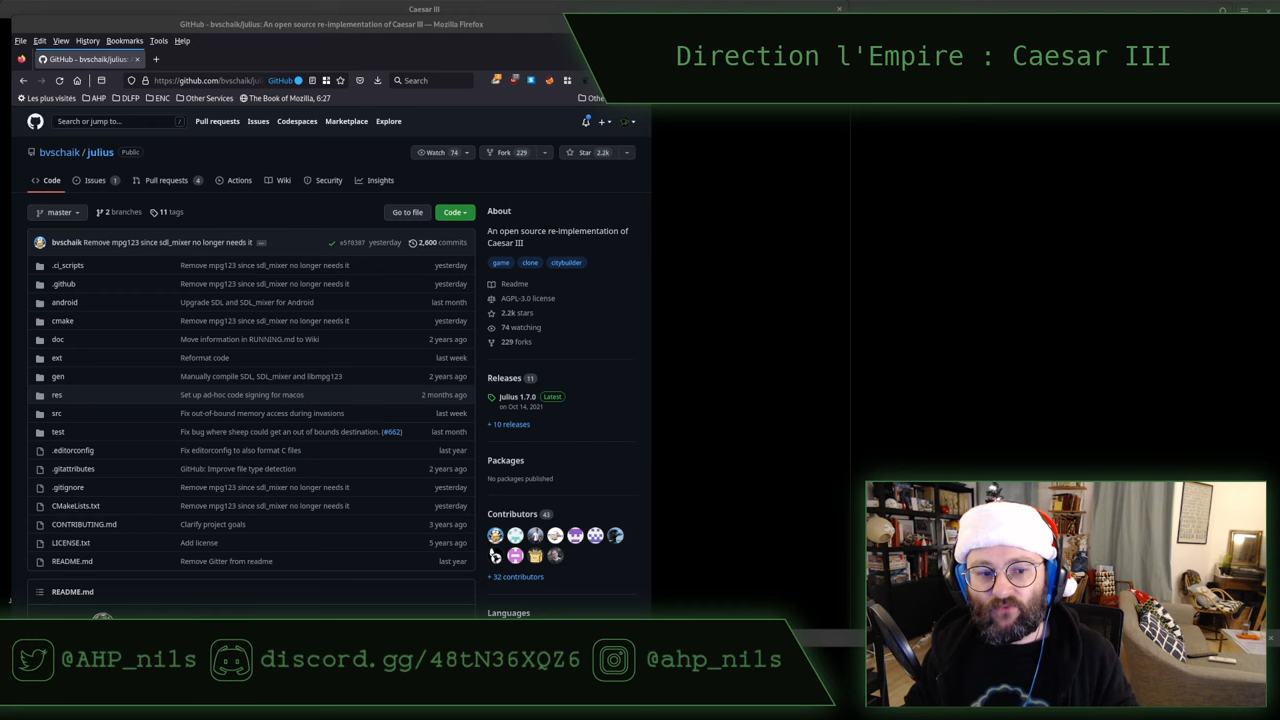 Caesar III
GitHub - bvschaik/julius: An open source re-implementation of Caesar III — Mozilla Firefox
Direction l'Empire : Caesar III
File Edit View History Bookmarks Tools Help
GitHub - bvschaik/julius:
https://github.com/bvschaik/juli GitHub Search
Les plus visités AHP DLFP ENC Other Services The Book of Mozilla, 6:27 Othe
Search or jump to... / Pull requests Issues Codespaces Marketplace Explore
bvschaik / julius Public Watch 74 Fork 229 Star 2.2k
Code Issues 1 Pull requests 4 Actions Wiki Security Insights
master 2 branches 11 tags Go to file Code
bvschaik Remove mpg123 since sdl_mixer no longer needs it ... e5f0387 yesterday 2,600 commits
.ci_scripts Remove mpg123 since sdl_mixer no longer needs it yesterday
.github Remove mpg123 since sdl_mixer no longer needs it yesterday
android Upgrade SDL and SDL_mixer for Android last month
cmake Remove mpg123 since sdl_mixer no longer needs it yesterday
doc Move information in RUNNING.md to Wiki 2 years ago
ext Reformat code last week
gen Manually compile SDL, SDL_mixer and libmpg123 2 years ago
res Set up ad-hoc code signing for macos 2 months ago
src Fix out-of-bound memory access during invasions last week
test Fix bug where sheep could get an out of bounds destination. (#662) last month
.editorconfig Fix editorconfig to also format C files last year
.gitattributes GitHub: Improve file type detection 2 years ago
.gitignore Remove mpg123 since sdl_mixer no longer needs it yesterday
CMakeLists.txt Remove mpg123 since sdl_mixer no longer needs it yesterday
CONTRIBUTING.md Clarify project goals 3 years ago
LICENSE.txt Add license 5 years ago
README.md Remove Gitter from readme last year
README.md
About
An open source re-implementation of
Caesar III
game clone citybuilder
Readme
AGPL-3.0 license
2.2k stars
74 watching
229 forks
Releases 11
Julius 1.7.0 Latest
on Oct 14, 2021
+ 10 releases
Packages
No packages published
Contributors 43
+ 32 contributors
Languages
@AHP_nils discord.gg/48tN36XQZ6 @ahp_nils